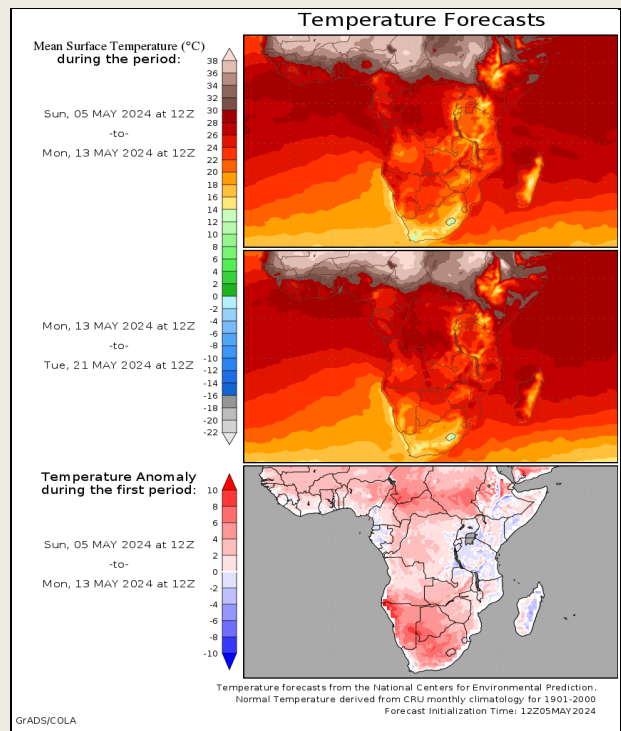 Temperature Forecasts
Mean Surface Temperature (°C)
during the period:
38
36
34
32
30
28
26
24
22
20
18
16
14
12
10
8
6
4
2
0
-2
-4
-6
-8
-10
-12
-14
-16
-18
-20
-22
Sun, 05 MAY 2024 at 12Z
-to-
Mon, 13 MAY 2024 at 12Z
Mon, 13 MAY 2024 at 12Z
-to-
Tue, 21 MAY 2024 at 12Z
Temperature Anomaly
during the first period:
10
8
6
4
2
0
-2
-4
-6
-8
-10
Sun, 05 MAY 2024 at 12Z
-to-
Mon, 13 MAY 2024 at 12Z
Temperature forecasts from the National Centers for Environmental Prediction.
Normal Temperature derived from CRU monthly climatology for 1901-2000
Forecast Initialization Time: 12Z05MAY2024
GrADS/COLA